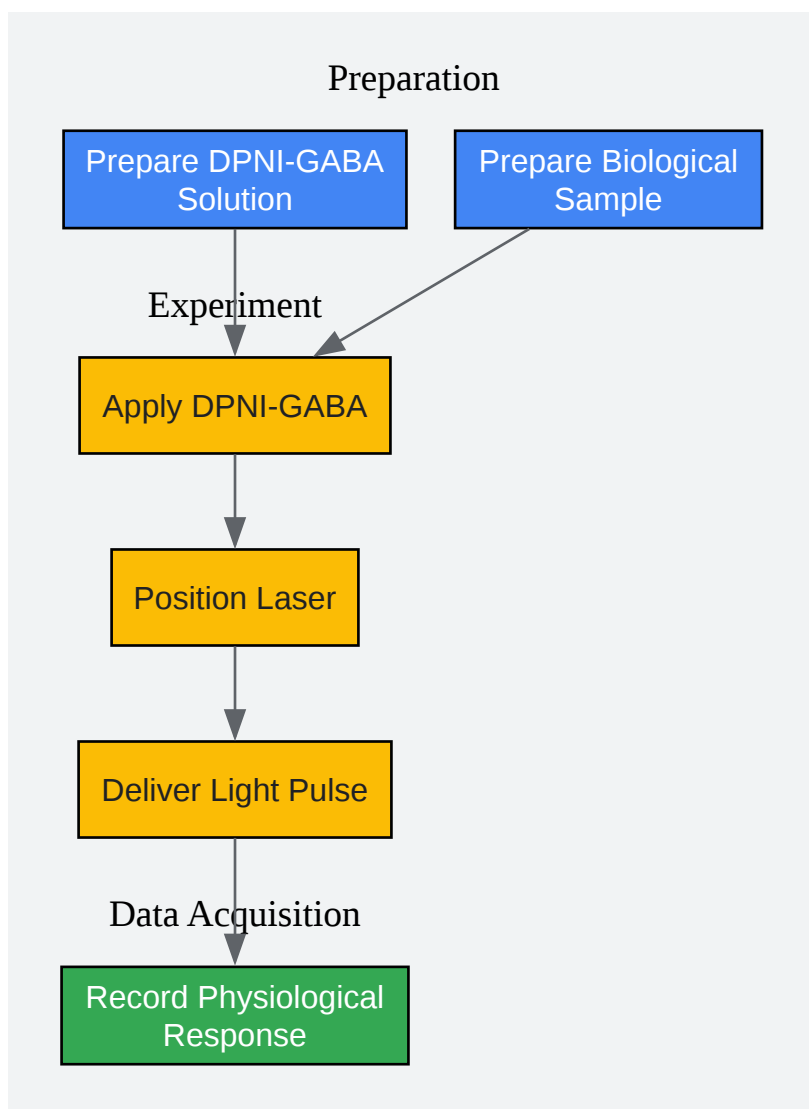 Preparation
Prepare DPNI-GABA
Solution
Prepare Biological
Sample
Experiment
Apply DPNI-GABA
Position Laser
Deliver Light Pulse
Data Acquisition
Record Physiological
Response